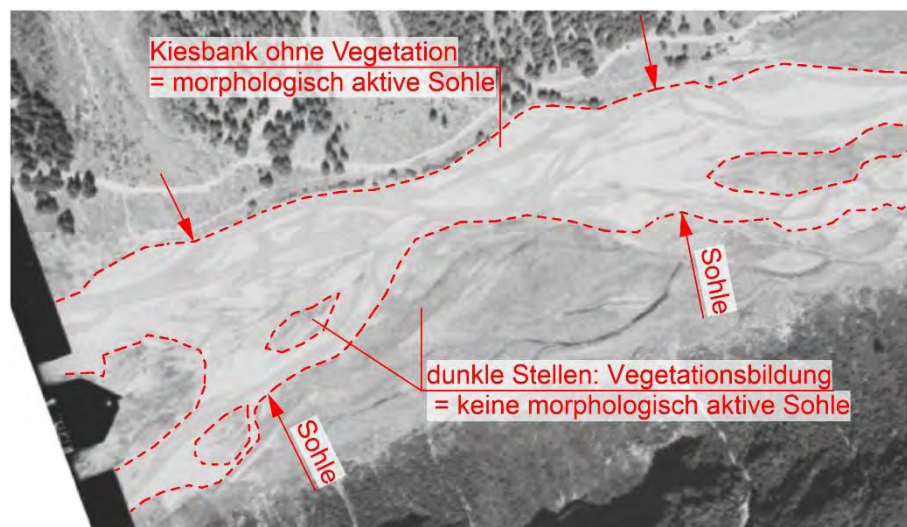 Kiesbank ohne Vegetation
= morphologisch aktive Sohle
Sohle
dunkle Stellen: Vegetationsbildung
= keine morphologisch aktive Sohle
Sohle